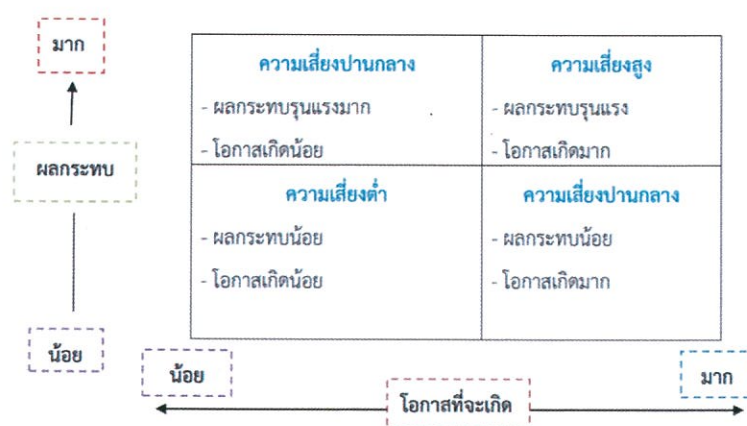 มาก
ความเสี่ยงปานกลาง
- ผลกระทบรุนแรงมาก
- โอกาสเกิดน้อย
ความเสี่ยงสูง
- ผลกระทบรุนแรง
- โอกาสเกิดมาก
ผลกระทบ
ความเสี่ยงต่ำ
- ผลกระทบน้อย
- โอกาสเกิดน้อย
ความเสี่ยงปานกลาง
- ผลกระทบน้อย
- โอกาสเกิดมาก
น้อย
น้อย
โอกาสที่จะเกิด
มาก